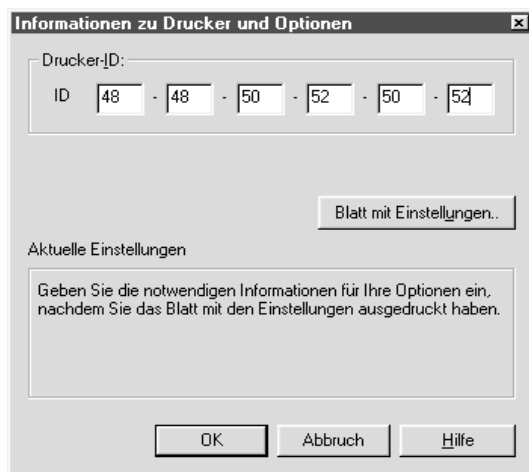 Informationen zu Drucker und Optionen
Drucker-ID:
ID 48 - 48 - 50 - 52 - 50 - 52
Blatt mit Einstellungen..
Aktuelle Einstellungen
Geben Sie die notwendigen Informationen für Ihre Optionen ein,
nachdem Sie das Blatt mit den Einstellungen ausgedruckt haben.
OK Abbruch Hilfe